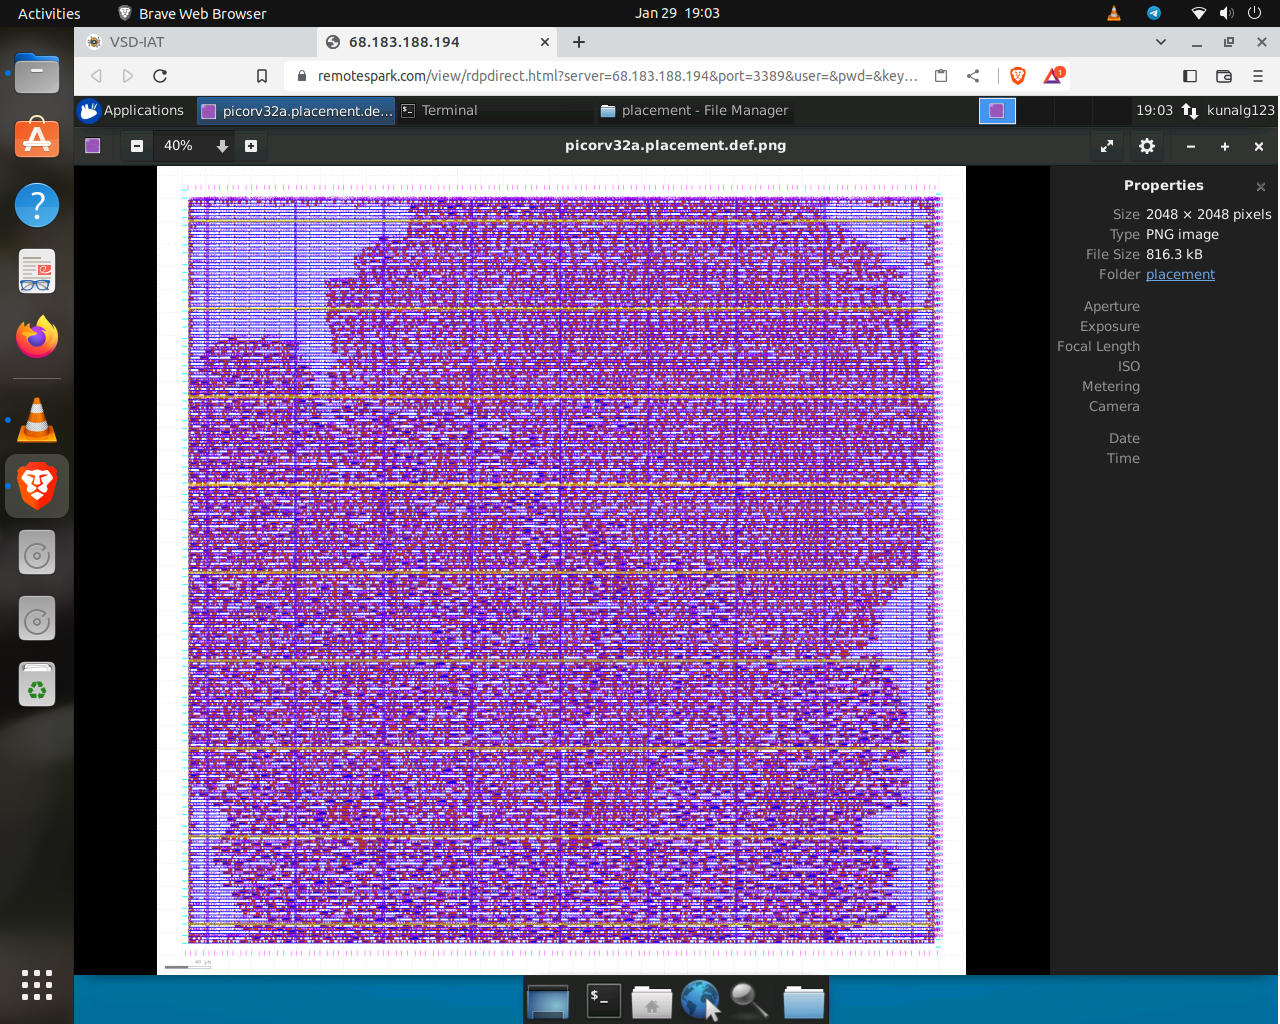 Activities
Brave Web Browser
Jan 29 19:03
VSD-IAT
68.183.188.194
remotespark.com/view/rdpdirect.html?server=68.183.188.194&port=3389&user=&pwd=&key...
1
Applications
picorv32a.placement.de...
Terminal
placement - File Manager
19:03
kunalg123
40%
picorv32a.placement.def.png
Properties
Size 2048 × 2048 pixels
Type PNG image
File Size 816.3 kB
Folder placement
Aperture
Exposure
Focal Length
ISO
Metering
Camera
Date
Time
$_